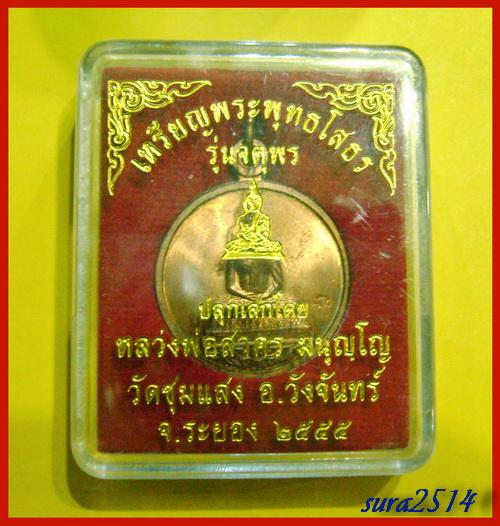 เหรียญพระพุทธโสธร
รุ่นจตุพร
ปลุกเสกโดย
หลวงพ่อสาคร มนุญโญ
วัดชุมแสง อ.วังจันทร์
จ.ระยอง ๒๕๕๕
sura2514